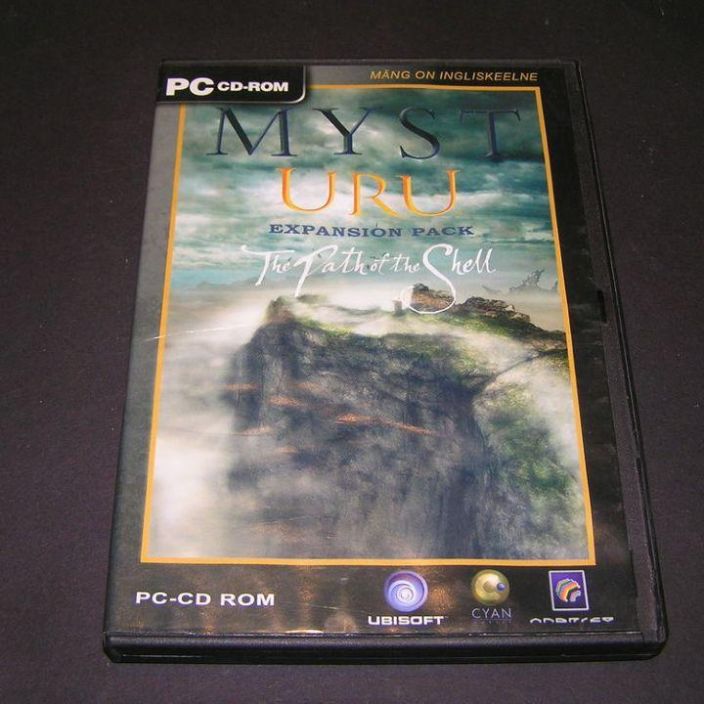 PC CD-ROM
MÄNG ON INGLISKEELNE
MYST
URU
EXPANSION PACK
The Path of the Shell
PC-CD ROM
UBISOFT
CYAN